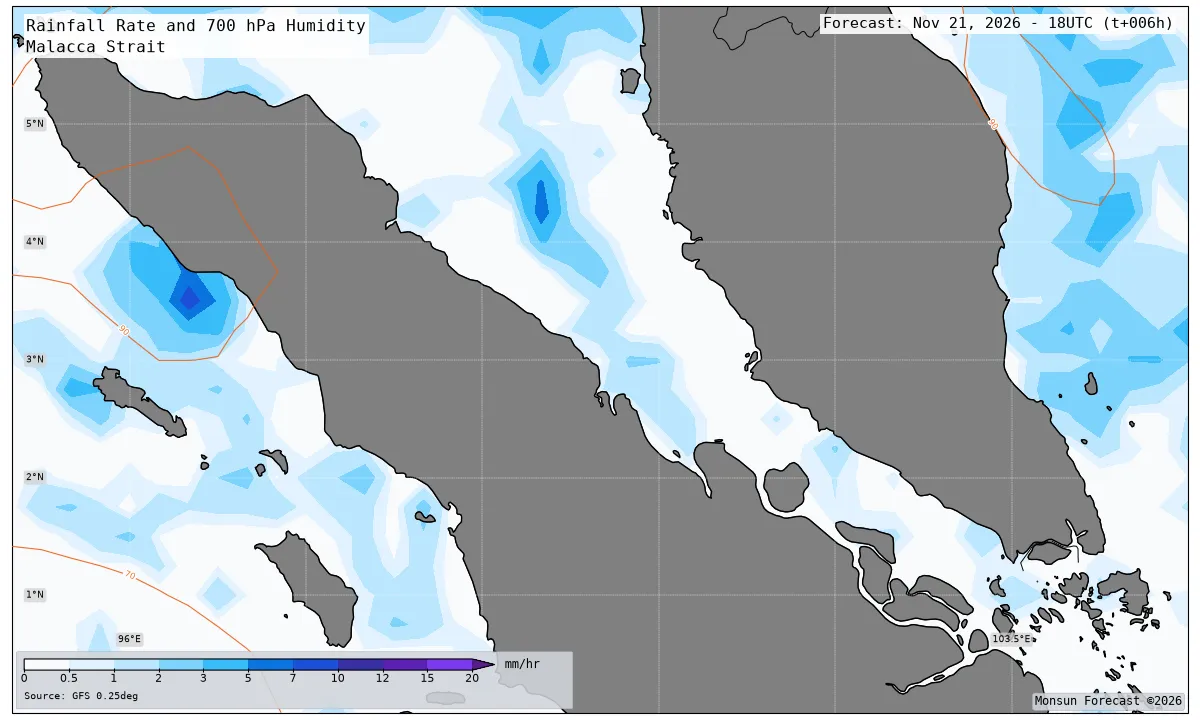 Rainfall Rate and 700 hPa Humidity
Malacca Strait
Forecast: Nov 21, 2026 - 18UTC (t+006h)
5°N
4°N
3°N
2°N
1°N
96°E
103.5°E
90
90
70
0 0.5 1 2 3 5 7 10 12 15 20
mm/hr
Source: GFS 0.25deg
Monsun Forecast ©2026